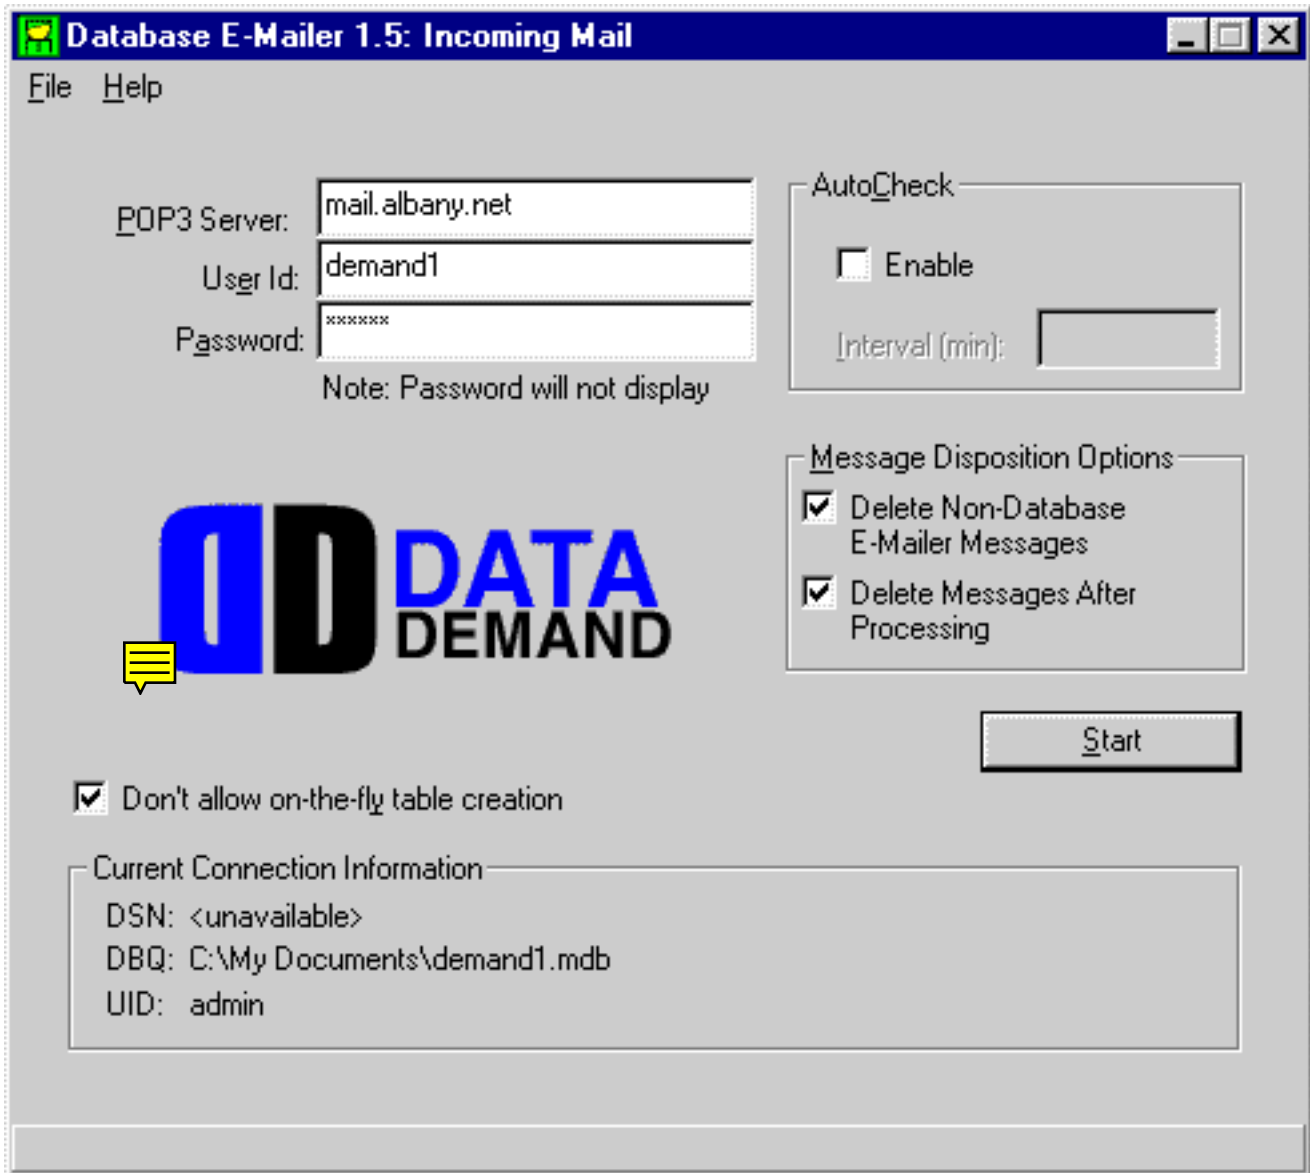 Database E-Mailer 1.5: Incoming Mail
File Help
POP3 Server: mail.albany.net
User Id: demand1
Password: ××××××
Note: Password will not display
AutoCheck
Enable
Interval (min):
Message Disposition Options
Delete Non-Database
E-Mailer Messages
Delete Messages After
Processing
DATA
DEMAND
Start
Don't allow on-the-fly table creation
Current Connection Information
DSN: <unavailable>
DBQ: C:\My Documents\demand1.mdb
UID: admin